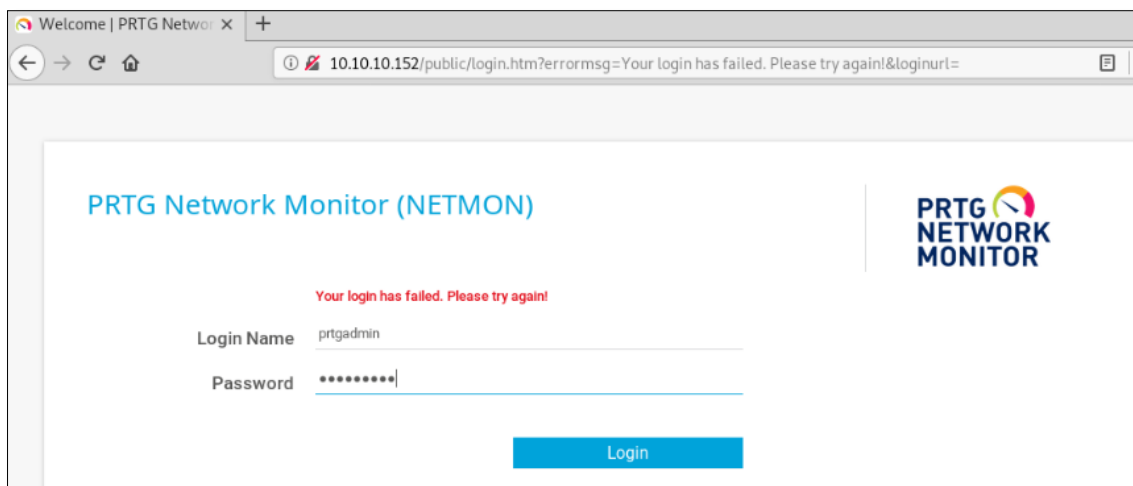 Welcome | PRTG Networ
10.10.10.152/public/login.htm?errormsg=Your login has failed. Please try again!&loginurl=
PRTG Network Monitor (NETMON)
PRTG
NETWORK
MONITOR
Your login has failed. Please try again!
Login Name
prtgadmin
Password
•••••••••
Login